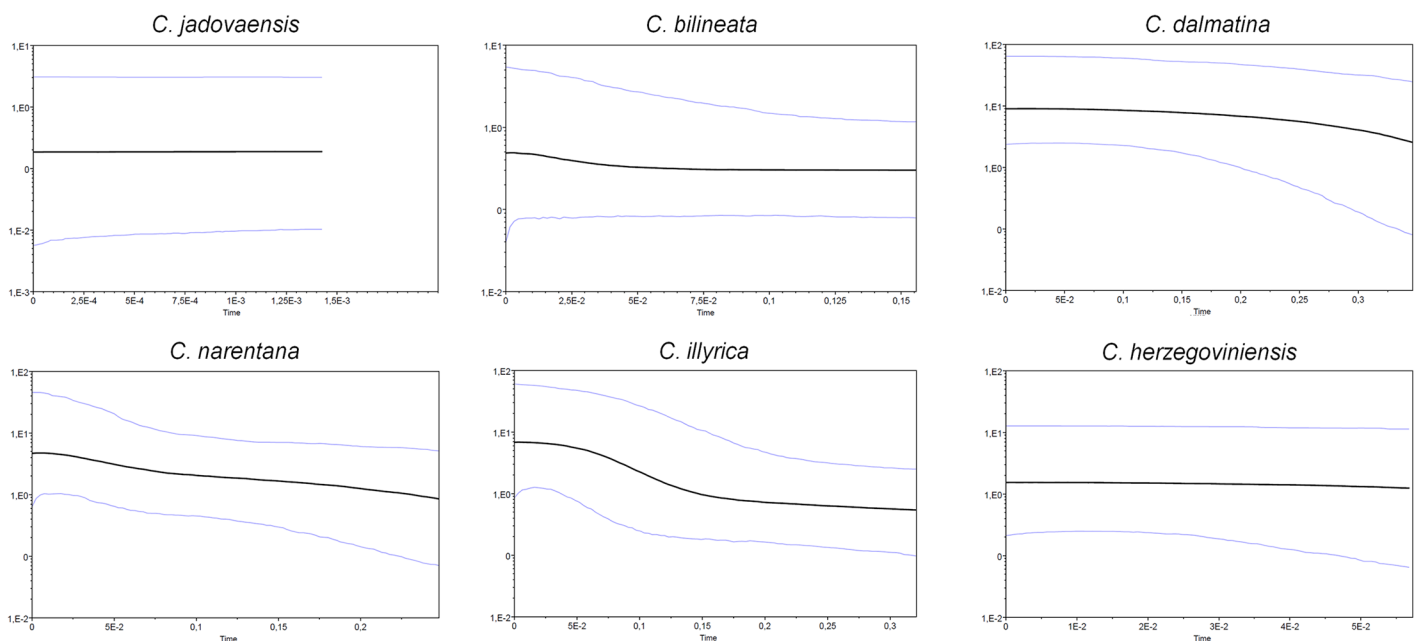 C. jadovaensis
1,E1
1,E0
0
1,E-2
1,E-3
0 2,5E-4 5E-4 7,5E-4 1E-3 1,25E-3 1,5E-3
Time
C. bilineata
1,E1
1,E0
0
1,E-2
0 2,5E-2 5E-2 7,5E-2 0,1 0,125 0,15
Time
C. dalmatina
1,E2
1,E1
1,E0
0
1,E-2
0 5E-2 0,1 0,15 0,2 0,25 0,3
Time
C. narentana
1,E2
1,E1
1,E0
0
1,E-2
0 5E-2 0,1 0,15 0,2
Time
C. illyrica
1,E2
1,E1
1,E0
0
1,E-2
0 5E-2 0,1 0,15 0,2 0,25 0,3
Time
C. herzegoviniensis
1,E2
1,E1
1,E0
0
1,E-2
0 1E-2 2E-2 3E-2 4E-2 5E-2
Time